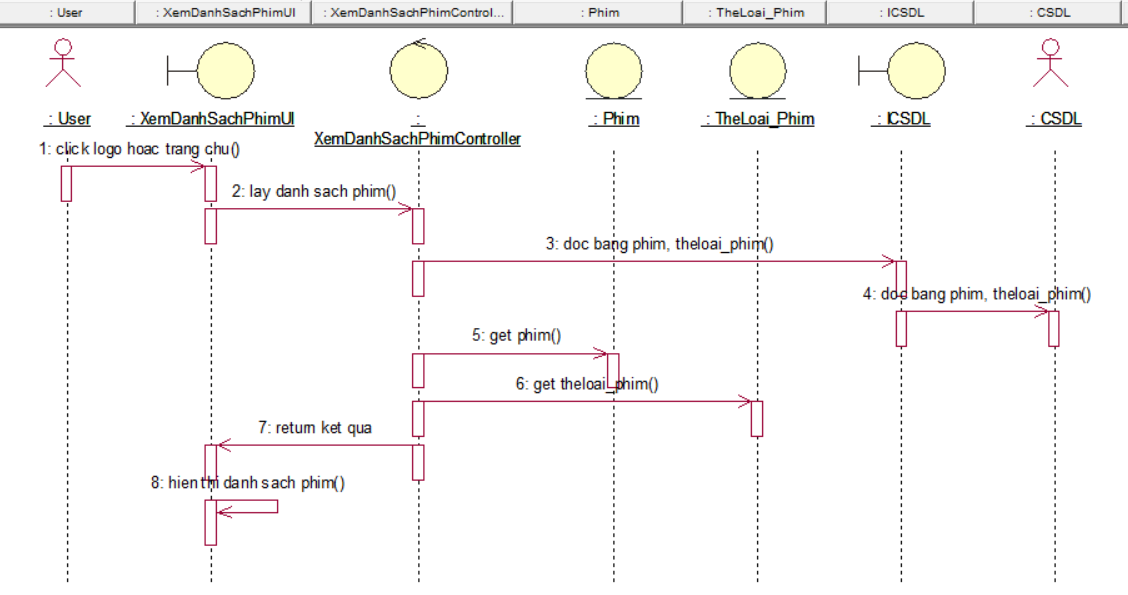 : User
: XemDanhSachPhimUI
: XemDanhSachPhimControl...
: Phim
: TheLoai_Phim
: ICSDL
: CSDL
: User
: XemDanhSachPhimUI
:
XemDanhSachPhimController
: Phim
: TheLoai_Phim
: ICSDL
: CSDL
1: click logo hoac trang chu()
2: lay danh sach phim()
3: doc bang phim, theloai_phim()
4: doc bang phim, theloai_phim()
5: get phim()
6: get theloai_phim()
7: return ket qua
8: hien thi danh sach phim()